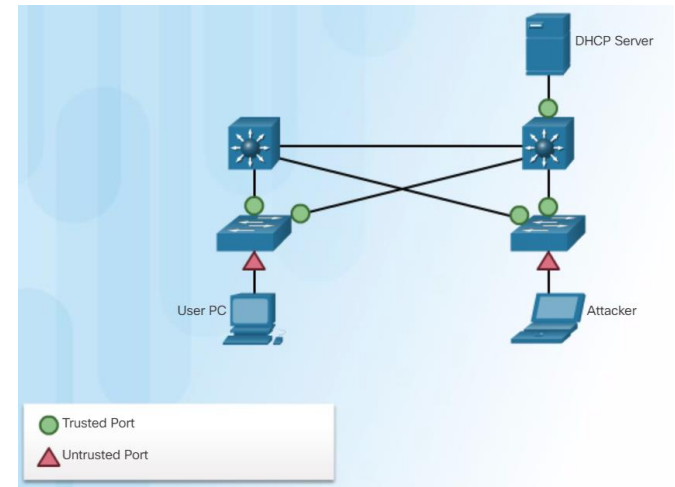 DHCP Server
User PC
Attacker
Trusted Port
Untrusted Port